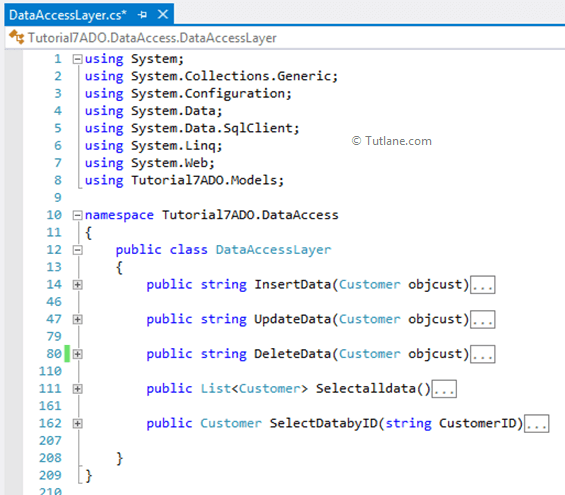 DataAccessLayer.cs*
Tutorial7ADO.DataAccess.DataAccessLayer
1 using System;
2 using System.Collections.Generic;
3 using System.Configuration;
4 using System.Data;
5 using System.Data.SqlClient;
6 using System.Linq;
© Tutlane.com
7 using System.Web;
8 using Tutorial7ADO.Models;
9
10 namespace Tutorial7ADO.DataAccess
11 {
12 public class DataAccessLayer
13 {
14 public string InsertData(Customer objcust)...
46
47 public string UpdateData(Customer objcust)...
79
80 public string DeleteData(Customer objcust)...
110
111 public List<Customer> Selectalldata()...
161
162 public Customer SelectDatabyID(string CustomerID)...
207
208 }
209 }
210